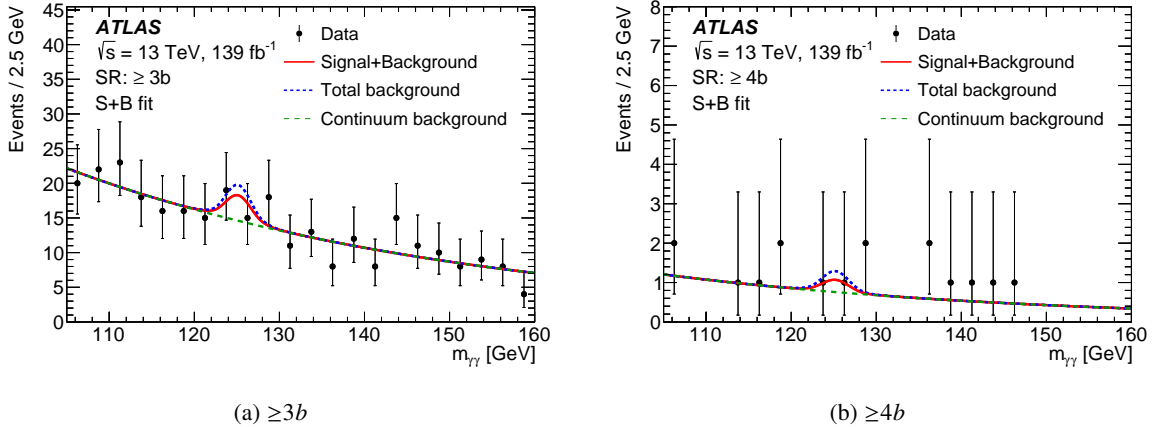 Events / 2.5 GeV
45
40
35
30
25
20
15
10
5
0
ATLAS
√s = 13 TeV, 139 fb⁻¹
SR: ≥ 3b
S+B fit
Data
Signal+Background
Total background
Continuum background
110 120 130 140 150 160
mγγ [GeV]
(a) ≥3b
Events / 2.5 GeV
8
7
6
5
4
3
2
1
0
ATLAS
√s = 13 TeV, 139 fb⁻¹
SR: ≥ 4b
S+B fit
Data
Signal+Background
Total background
Continuum background
110 120 130 140 150 160
mγγ [GeV]
(b) ≥4b